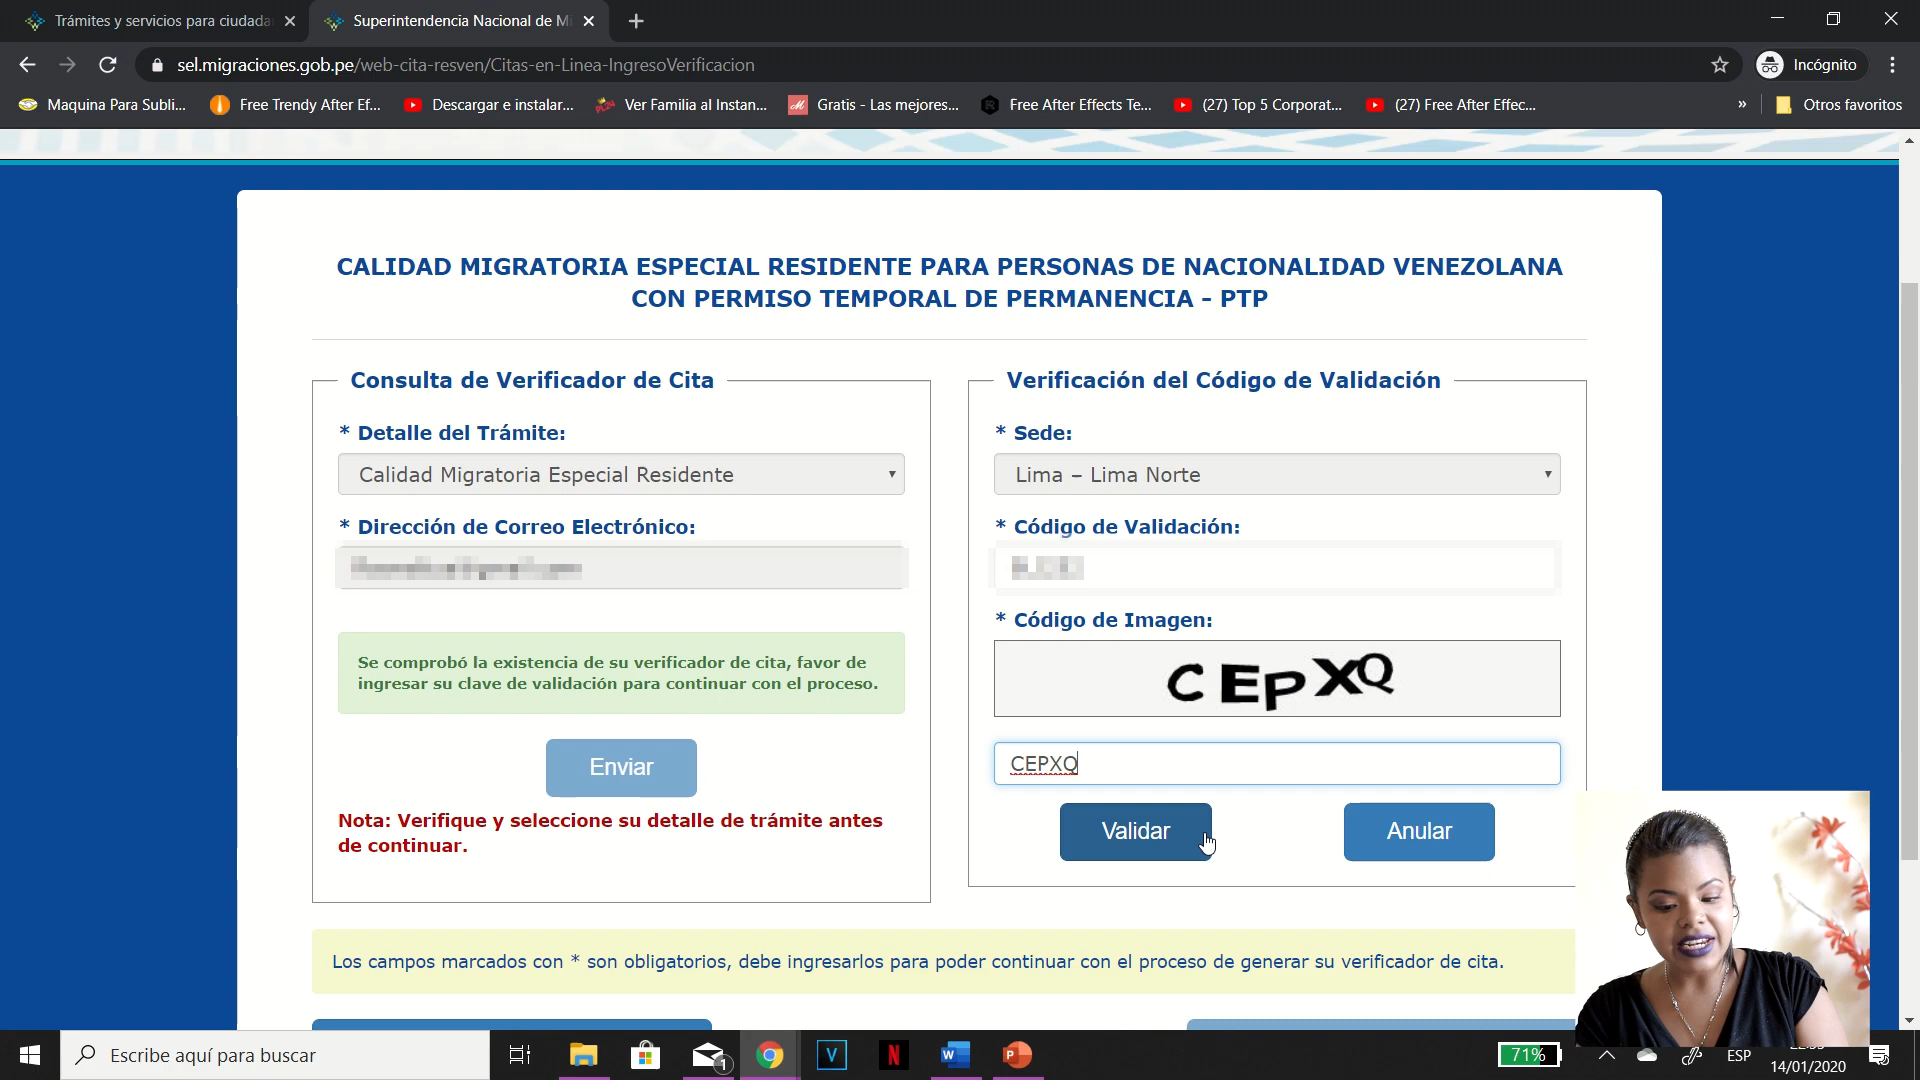 Trámites y servicios para ciudada
Superintendencia Nacional de Mi
sel.migraciones.gob.pe/web-cita-resven/Citas-en-Linea-IngresoVerificacion
Incógnito
Maquina Para Subli...
Free Trendy After Ef...
Descargar e instalar...
Ver Familia al Instan...
Gratis - Las mejores...
Free After Effects Te...
(27) Top 5 Corporat...
(27) Free After Effec...
»
Otros favoritos
CALIDAD MIGRATORIA ESPECIAL RESIDENTE PARA PERSONAS DE NACIONALIDAD VENEZOLANA
CON PERMISO TEMPORAL DE PERMANENCIA - PTP
Consulta de Verificador de Cita
* Detalle del Trámite:
Calidad Migratoria Especial Residente
* Dirección de Correo Electrónico:
Se comprobó la existencia de su verificador de cita, favor de
ingresar su clave de validación para continuar con el proceso.
Enviar
Nota: Verifique y seleccione su detalle de trámite antes
de continuar.
Verificación del Código de Validación
* Sede:
Lima – Lima Norte
* Código de Validación:
* Código de Imagen:
CEPXQ
CEPXQ
Validar
Anular
Los campos marcados con * son obligatorios, debe ingresarlos para poder continuar con el proceso de generar su verificador de cita.
Escribe aquí para buscar
1
V
N
W
P
71%
ESP
14/01/2020